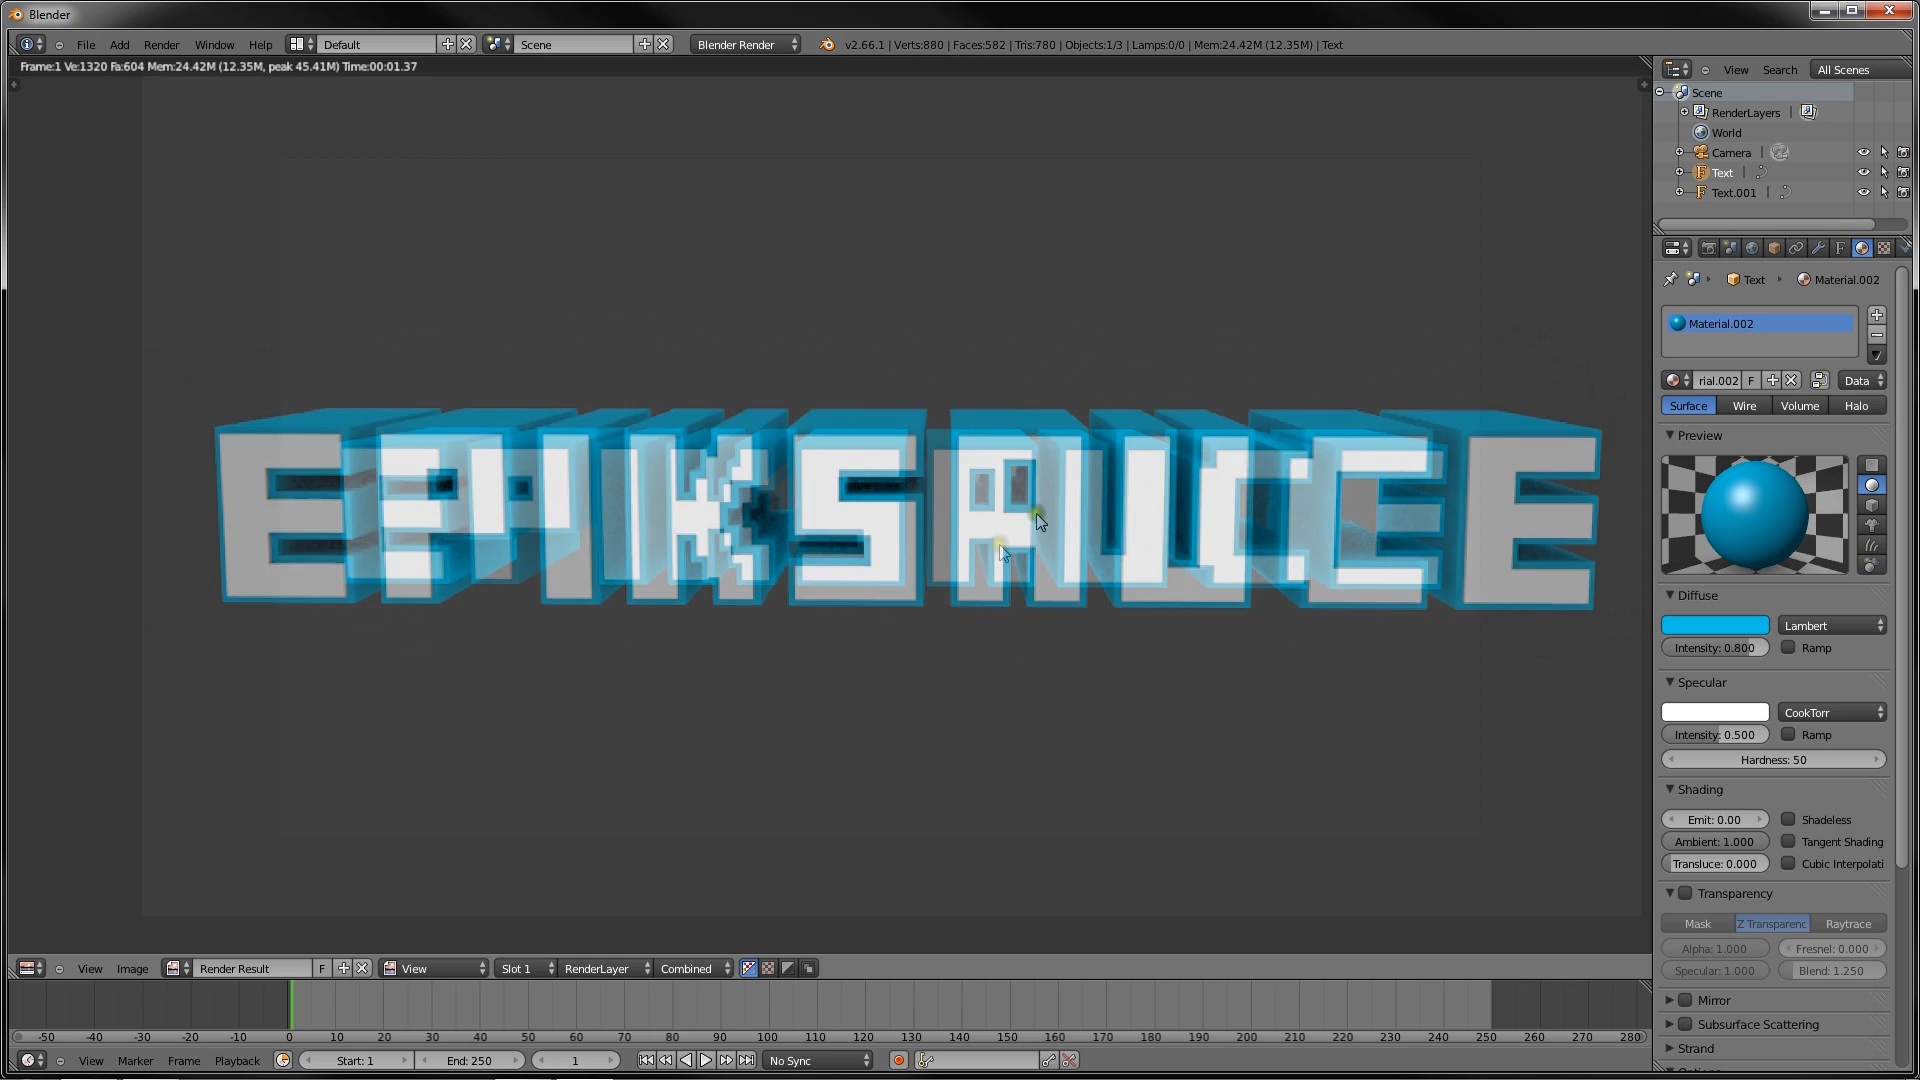 Blender
File Add Render Window Help Default Scene Blender Render v2.66.1 | Verts:880 | Faces:582 | Tris:780 | Objects:1/3 | Lamps:0/0 | Mem:24.42M (12.35M) | Text
Frame:1 Ve:1320 Fa:604 Mem:24.42M (12.35M, peak 45.41M) Time:00:01.37
View Search All Scenes
Scene
RenderLayers |
World
Camera |
Text |
Text.001 |
Text Material.002
Material.002
rial.002 F Data
Surface Wire Volume Halo
Preview
EPIKSAUCE
Diffuse
Lambert
Intensity: 0.800 Ramp
Specular
CookTorr
Intensity: 0.500 Ramp
Hardness: 50
Shading
Emit: 0.00 Shadeless
Ambient: 1.000 Tangent Shading
Transluce: 0.000 Cubic Interpolati
Transparency
Mask Z Transparenc Raytrace
Alpha: 1.000 Fresnel: 0.000
Specular: 1.000 Blend: 1.250
Mirror
Subsurface Scattering
Strand
View Image Render Result F View Slot 1 RenderLayer Combined
-50 -40 -30 -20 -10 0 10 20 30 40 50 60 70 80 90 100 110 120 130 140 150 160 170 180 190 200 210 220 230 240 250 260 270 280
View Marker Frame Playback Start: 1 End: 250 1 No Sync